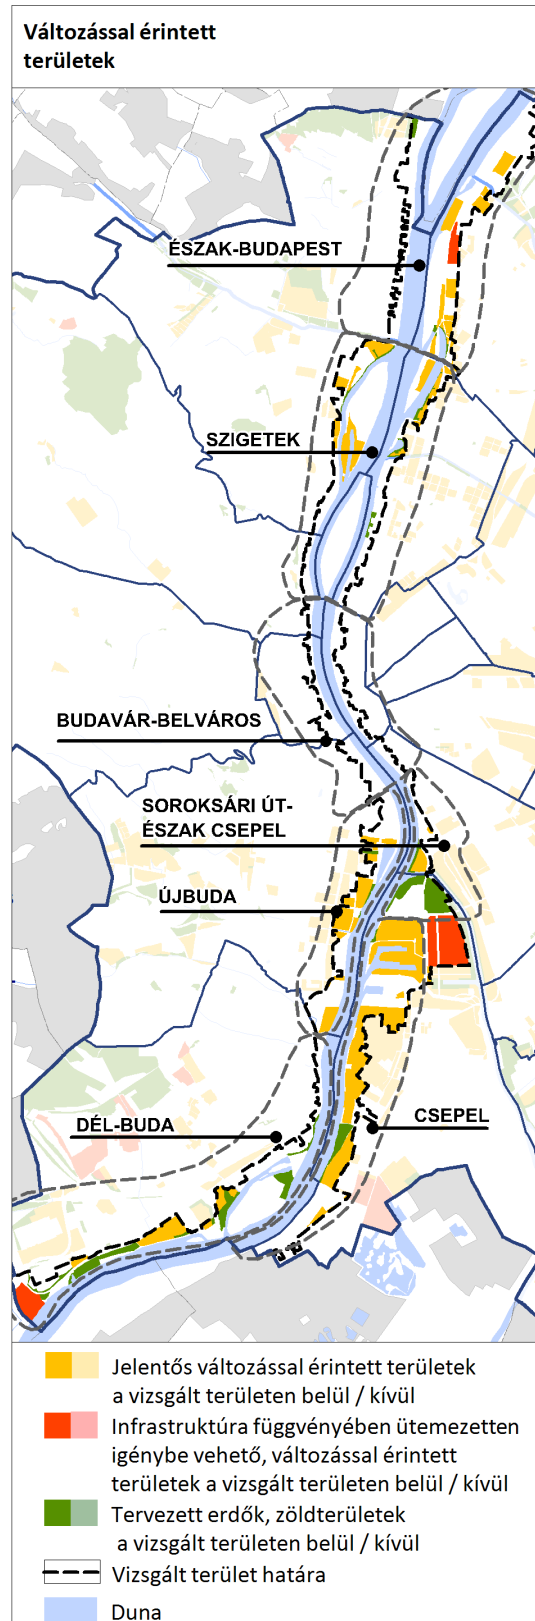 Változással érintett
területek
ÉSZAK-BUDAPEST
SZIGETEK
BUDAVÁR-BELVÁROS
SOROKSÁRI ÚT-
ÉSZAK CSEPEL
ÚJBUDA
DÉL-BUDA
CSEPEL
Jelentős változással érintett területek
a vizsgált területen belül / kívül
Infrastruktúra függvényében ütemezetten
igénybe vehető, változással érintett
területek a vizsgált területen belül / kívül
Tervezett erdők, zöldterületek
a vizsgált területen belül / kívül
Vizsgált terület határa
Duna